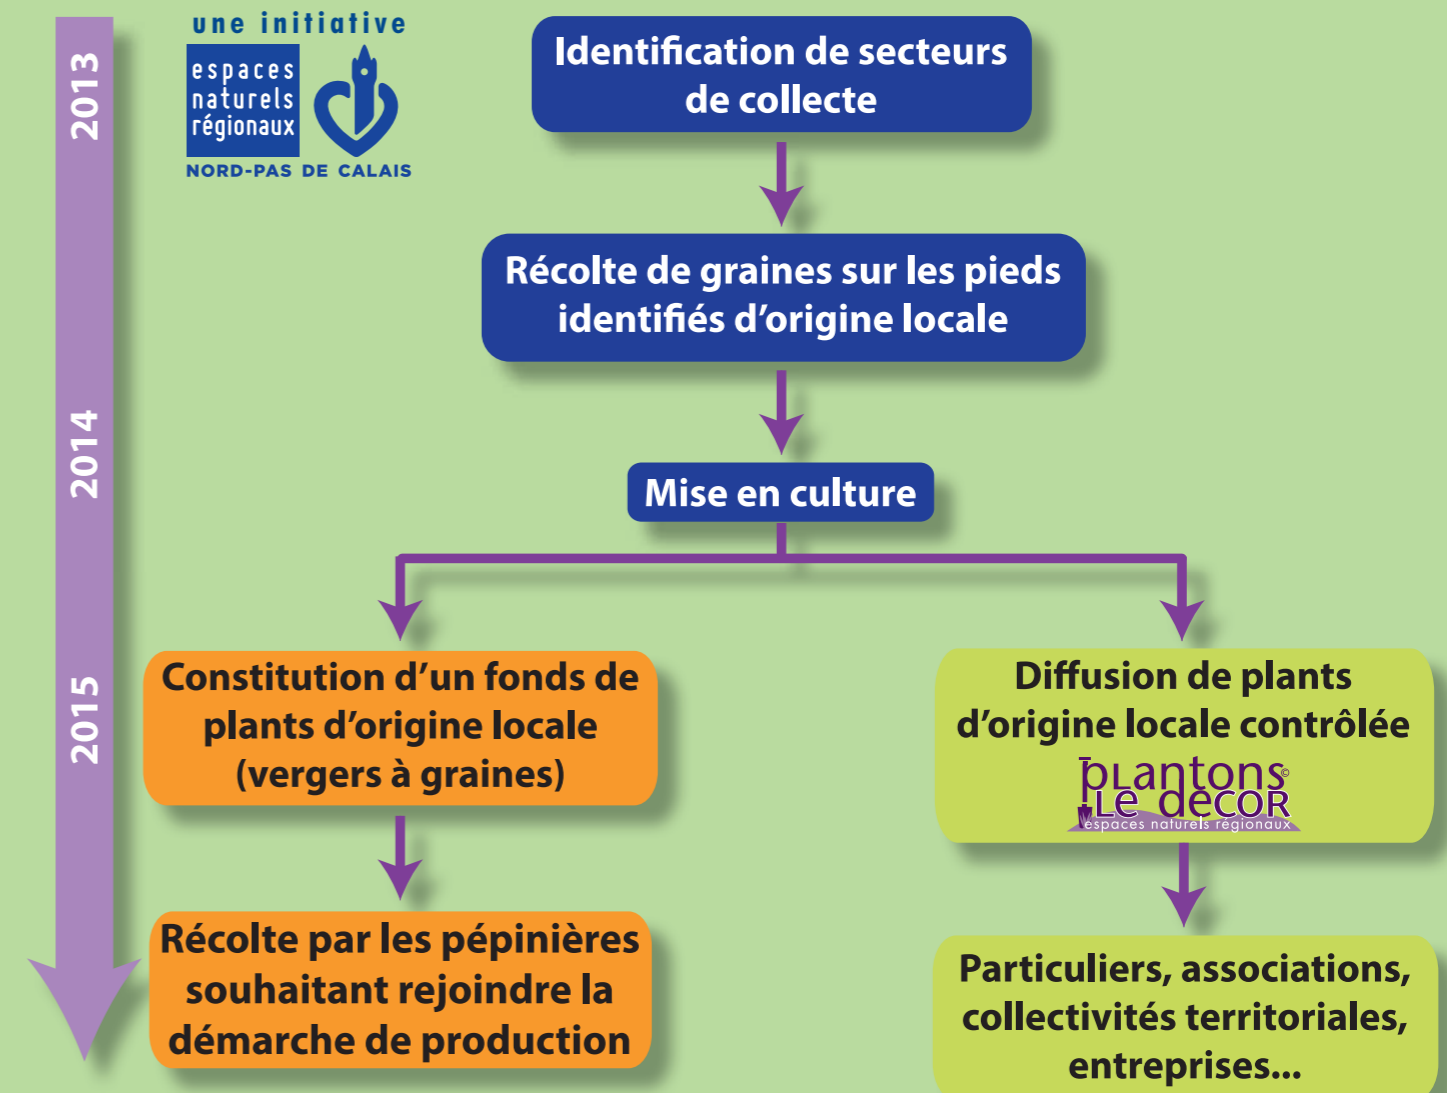 une initiative
espaces
naturels
régionaux
NORD-PAS DE CALAIS
2013
2014
2015
Identification de secteurs
de collecte
Récolte de graines sur les pieds
identifiés d’origine locale
Mise en culture
Constitution d’un fonds de
plants d’origine locale
(vergers à graines)
Récolte par les pépinières
souhaitant rejoindre la
démarche de production
Diffusion de plants
d’origine locale contrôlée
pLantons©
Le décoR
espaces naturels régionaux
Particuliers, associations,
collectivités territoriales,
entreprises...